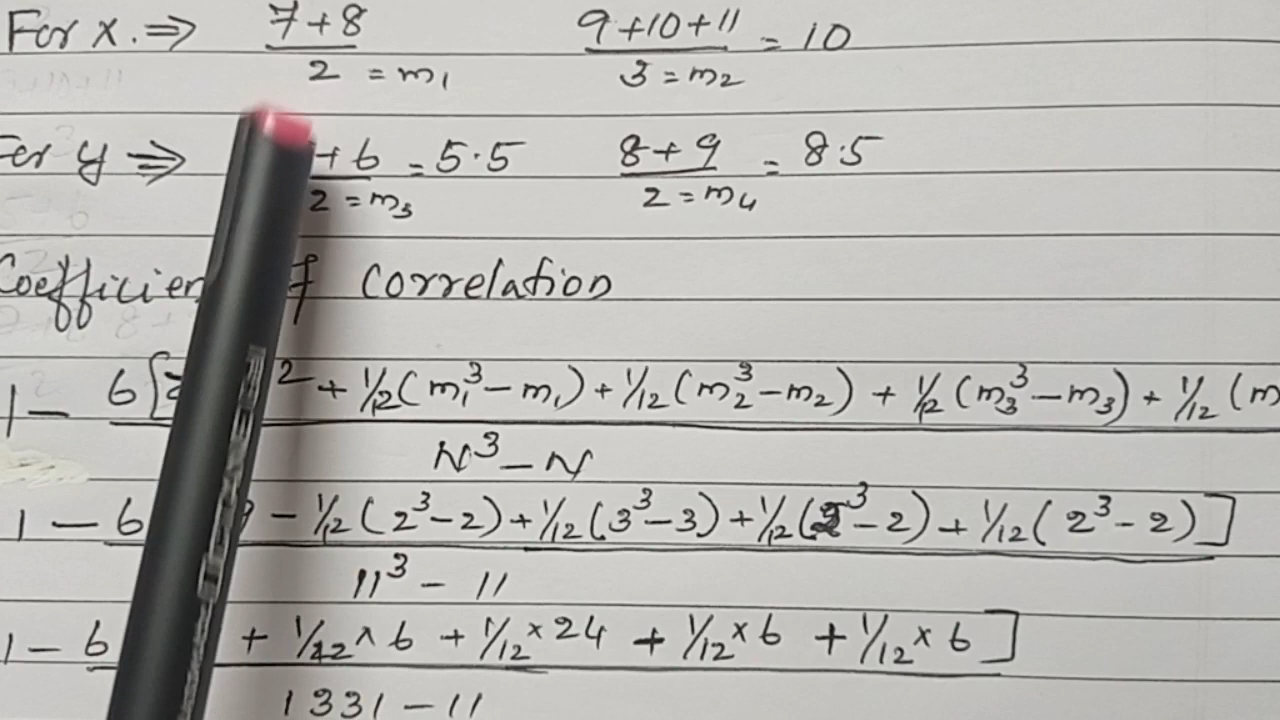 For x. ⇒ 7+8 / 2 = m₁ 9+10+11 / 3 = m₂ = 10
For y ⇒ +6 / 2 = m₃ = 5.5 8+9 / 2 = m₄ = 8.5
Coefficien f correlation
1 - 6[ ² + 1/12(m₁³ - m₁) + 1/12(m₂³ - m₂) + 1/12(m₃³ - m₃) + 1/12(m
N³ - N
1 - 6 - 1/12(2³ - 2) + 1/12(3³ - 3) + 1/12(2³ - 2) + 1/12(2³ - 2)]
11³ - 11
1 - 6 + 1/12 × 6 + 1/12 × 24 + 1/12 × 6 + 1/12 × 6]
1331 - 11